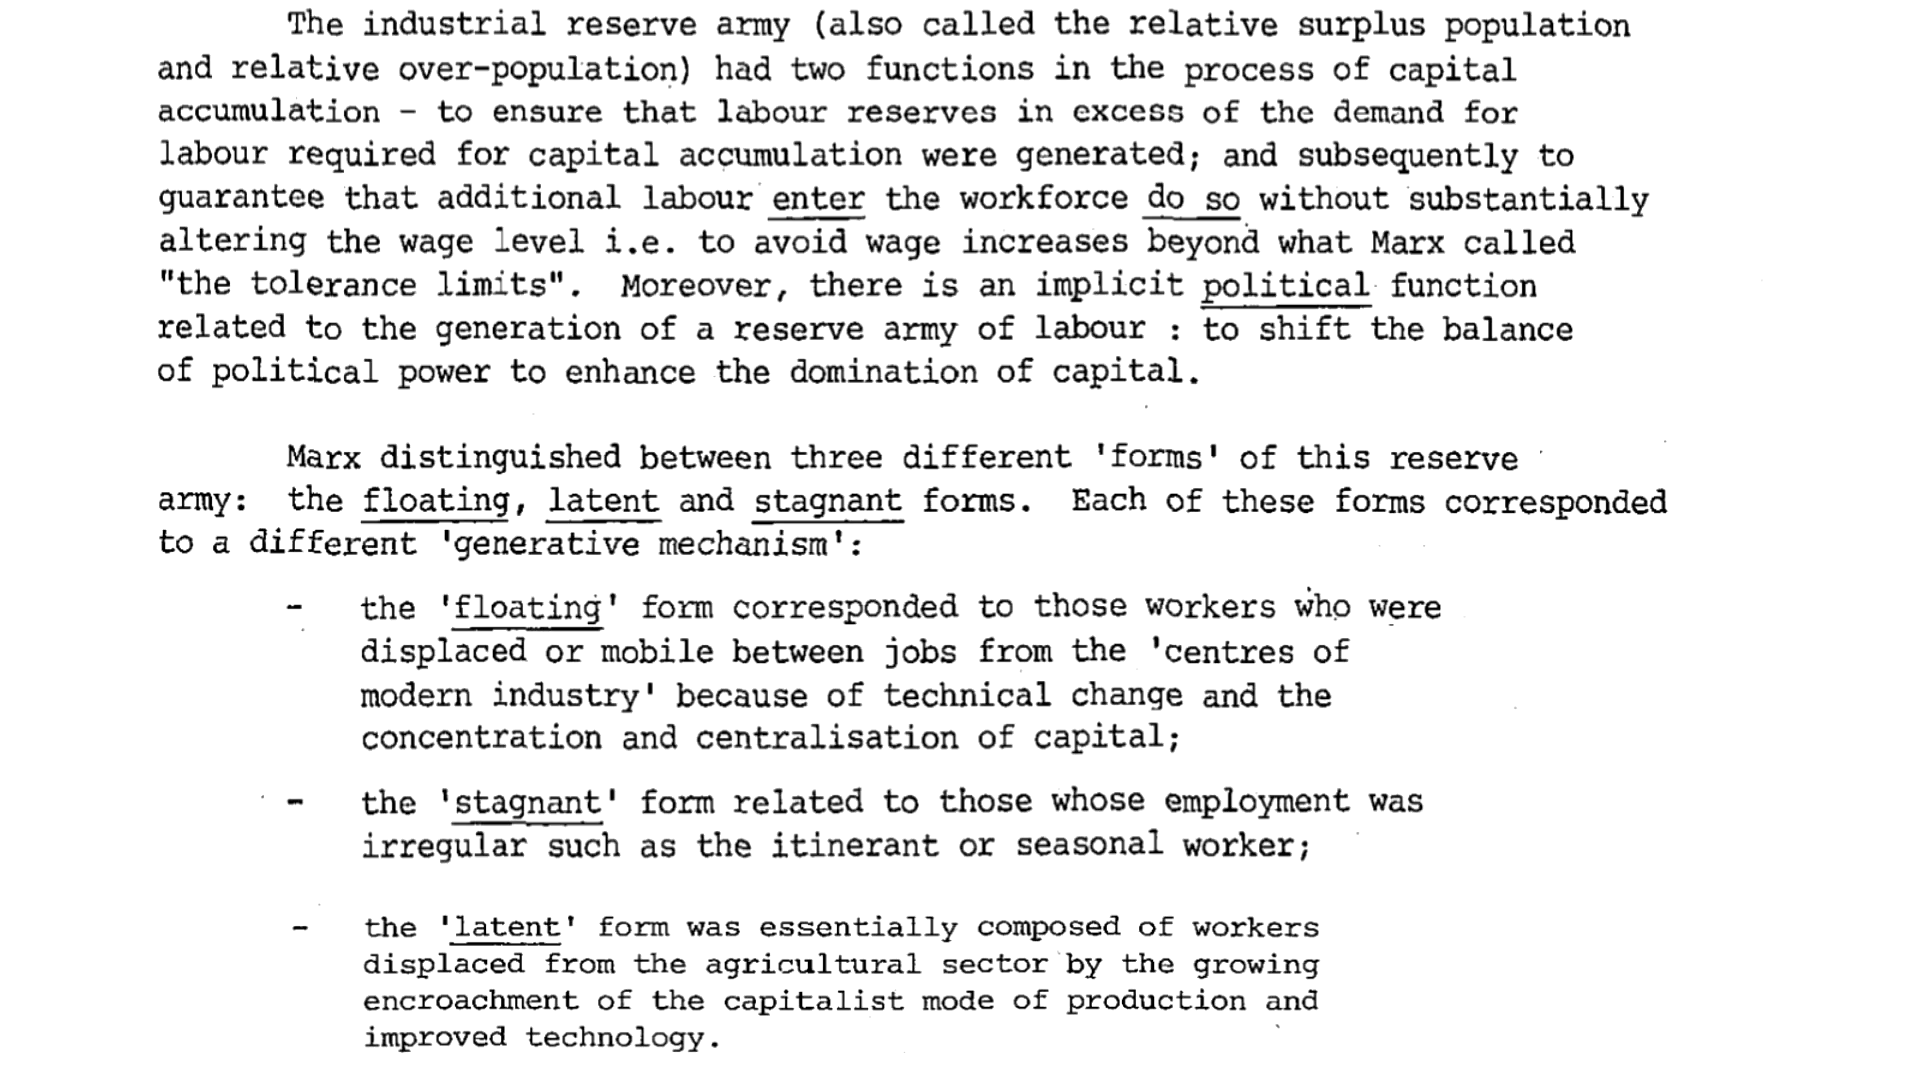 The industrial reserve army (also called the relative surplus population
and relative over-population) had two functions in the process of capital
accumulation - to ensure that labour reserves in excess of the demand for
labour required for capital accumulation were generated; and subsequently to
guarantee that additional labour enter the workforce do so without substantially
altering the wage level i.e. to avoid wage increases beyond what Marx called
"the tolerance limits". Moreover, there is an implicit political function
related to the generation of a reserve army of labour : to shift the balance
of political power to enhance the domination of capital.
Marx distinguished between three different 'forms' of this reserve
army: the floating, latent and stagnant forms. Each of these forms corresponded
to a different 'generative mechanism':
- the 'floating' form corresponded to those workers who were
displaced or mobile between jobs from the 'centres of
modern industry' because of technical change and the
concentration and centralisation of capital;
- the 'stagnant' form related to those whose employment was
irregular such as the itinerant or seasonal worker;
- the 'latent' form was essentially composed of workers
displaced from the agricultural sector by the growing
encroachment of the capitalist mode of production and
improved technology.